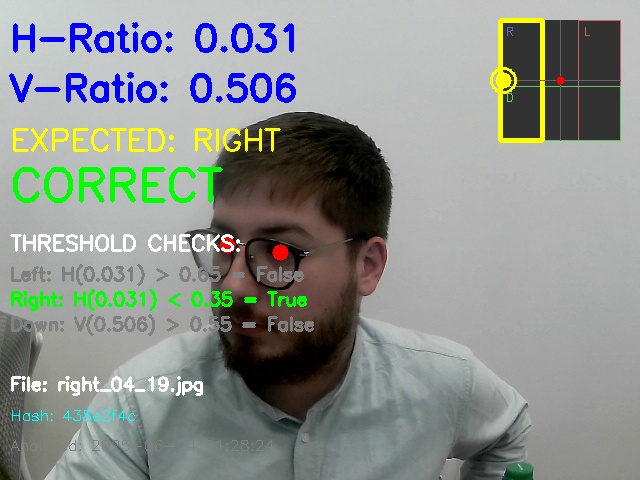 H-Ratio: 0.031
V-Ratio: 0.506
EXPECTED: RIGHT
CORRECT
THRESHOLD CHECKS:
Left: H(0.031) > 0.65 = False
Right: H(0.031) < 0.35 = True
Down: V(0.506) > 0.55 = False
File: right_04_19.jpg
Hash:
R
L
D